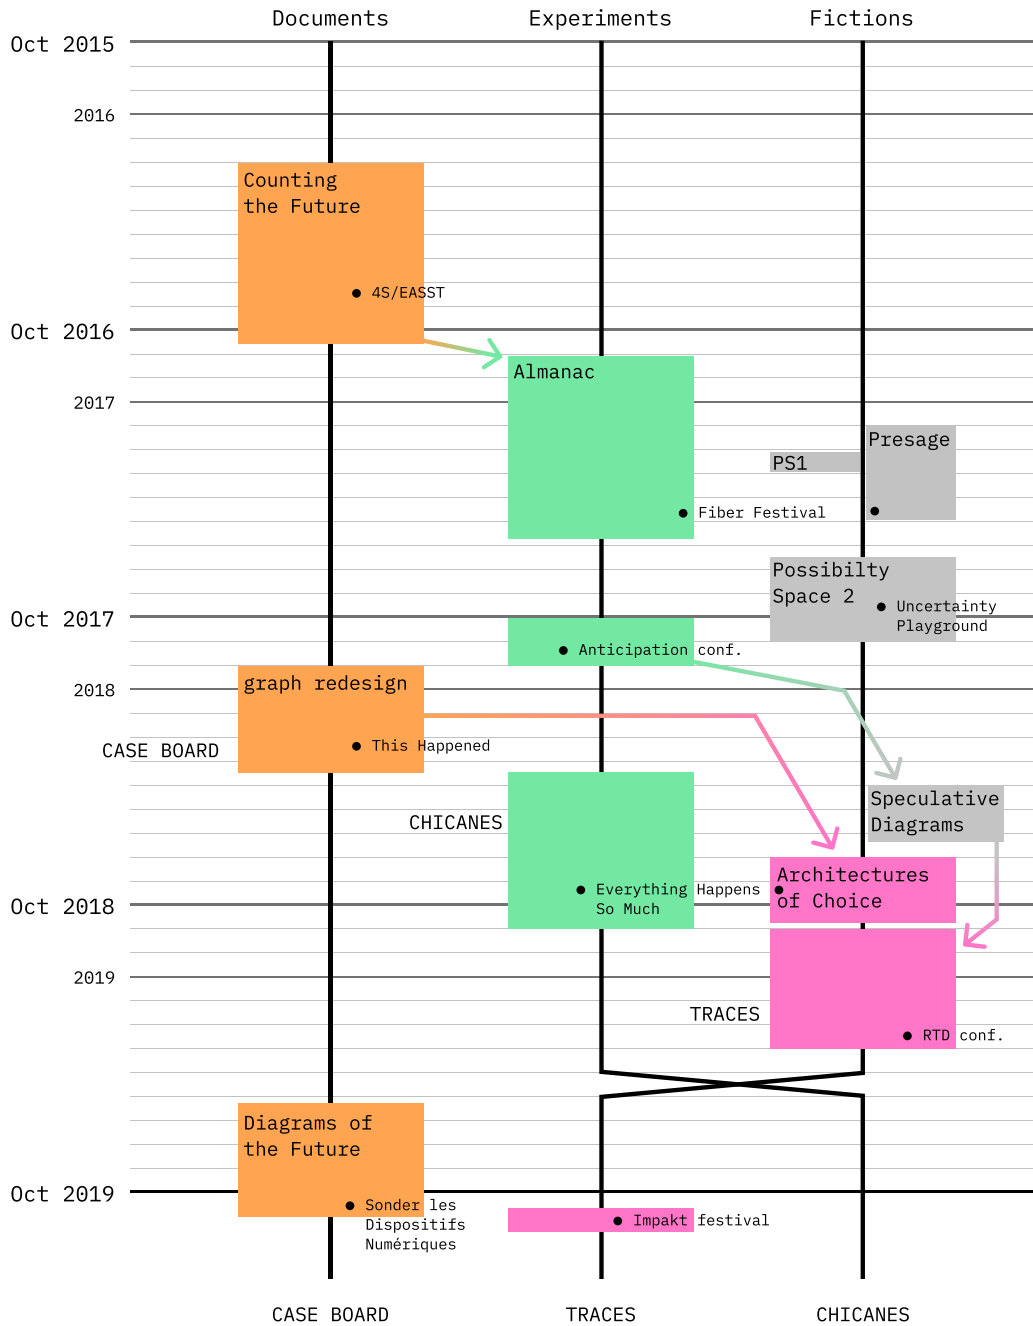 Documents
Experiments
Fictions
Oct 2015
2016
Counting
the Future
4S/EASST
Oct 2016
Almanac
2017
Presage
PS1
Fiber Festival
Possibilty
Space 2
Uncertainty
Playground
Oct 2017
Anticipation conf.
graph redesign
2018
This Happened
CASE BOARD
Speculative
Diagrams
CHICANES
Architectures
of Choice
Everything Happens
So Much
Oct 2018
2019
TRACES
RTD conf.
Diagrams of
the Future
Oct 2019
Sonder les
Dispositifs
Numériques
Impakt festival
CASE BOARD
TRACES
CHICANES